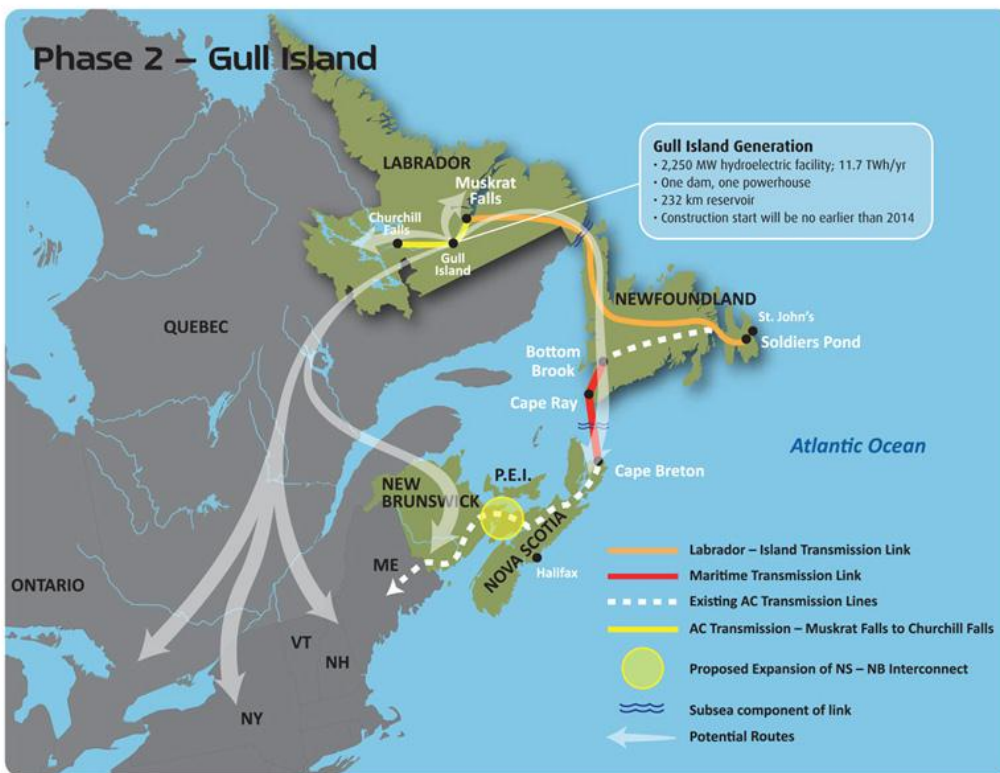 Phase 2 – Gull Island
Gull Island Generation
• 2,250 MW hydroelectric facility; 11.7 TWh/yr
• One dam, one powerhouse
• 232 km reservoir
• Construction start will be no earlier than 2014
LABRADOR
Muskrat
Falls
Churchill
Falls
Gull
Island
QUEBEC
NEWFOUNDLAND
St. John's
Soldiers Pond
Bottom
Brook
Cape Ray
Atlantic Ocean
Cape Breton
P.E.I.
NEW
BRUNSWICK
NOVA SCOTIA
Halifax
ME
ONTARIO
VT
NH
NY
Labrador – Island Transmission Link
Maritime Transmission Link
Existing AC Transmission Lines
AC Transmission – Muskrat Falls to Churchill Falls
Proposed Expansion of NS – NB Interconnect
Subsea component of link
Potential Routes